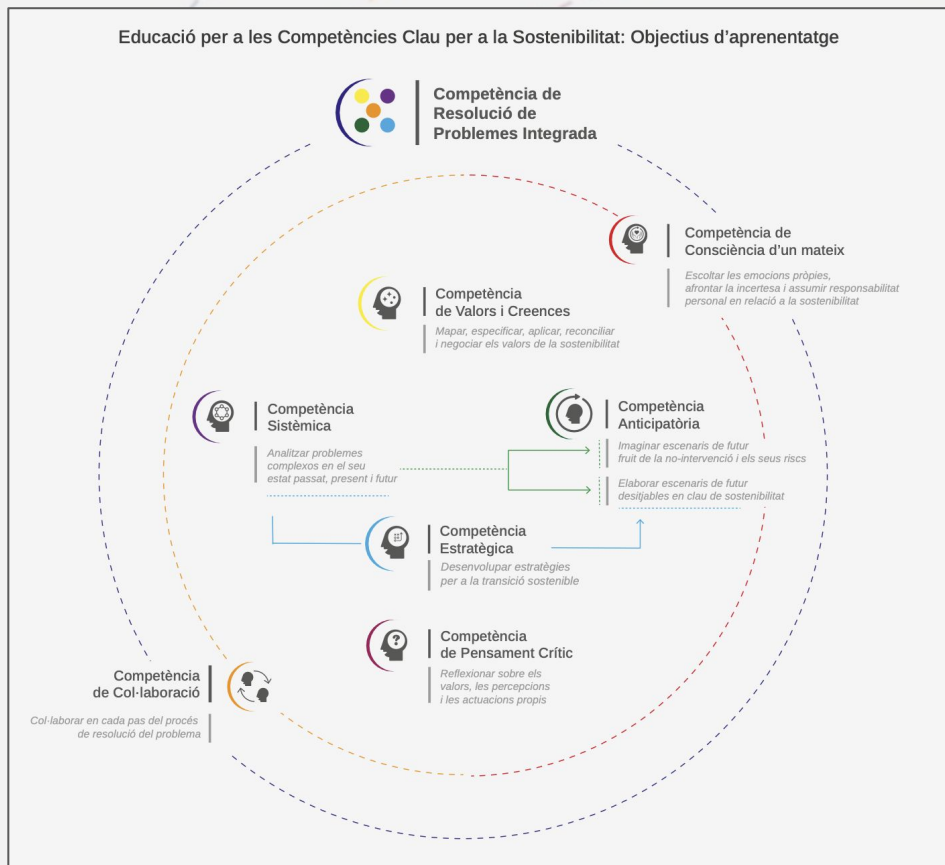 Educació per a les Competències Clau per a la Sostenibilitat: Objectius d'aprenentatge
Competència de
Resolució de
Problemes Integrada
Competència de
Consciència d'un mateix
Escoltar les emocions pròpies,
afrontar la incertesa i assumir responsabilitat
personal en relació a la sostenibilitat
Competència
de Valors i Creences
Mapar, especificar, aplicar, reconciliar
i negociar els valors de la sostenibilitat
Competència
Sistèmica
Analitzar problemes
complexos en el seu
estat passat, present i futur
Competència
Anticipatòria
Imaginar escenaris de futur
fruit de la no-intervenció i els seus riscs
Elaborar escenaris de futur
desitjables en clau de sostenibilitat
Competència
Estratègica
Desenvolupar estratègies
per a la transició sostenible
Competència
de Pensament Crític
Reflexionar sobre els
valors, les percepcions
i les actuacions propis
Competència
de Col·laboració
Col·laborar en cada pas del procés
de resolució del problema